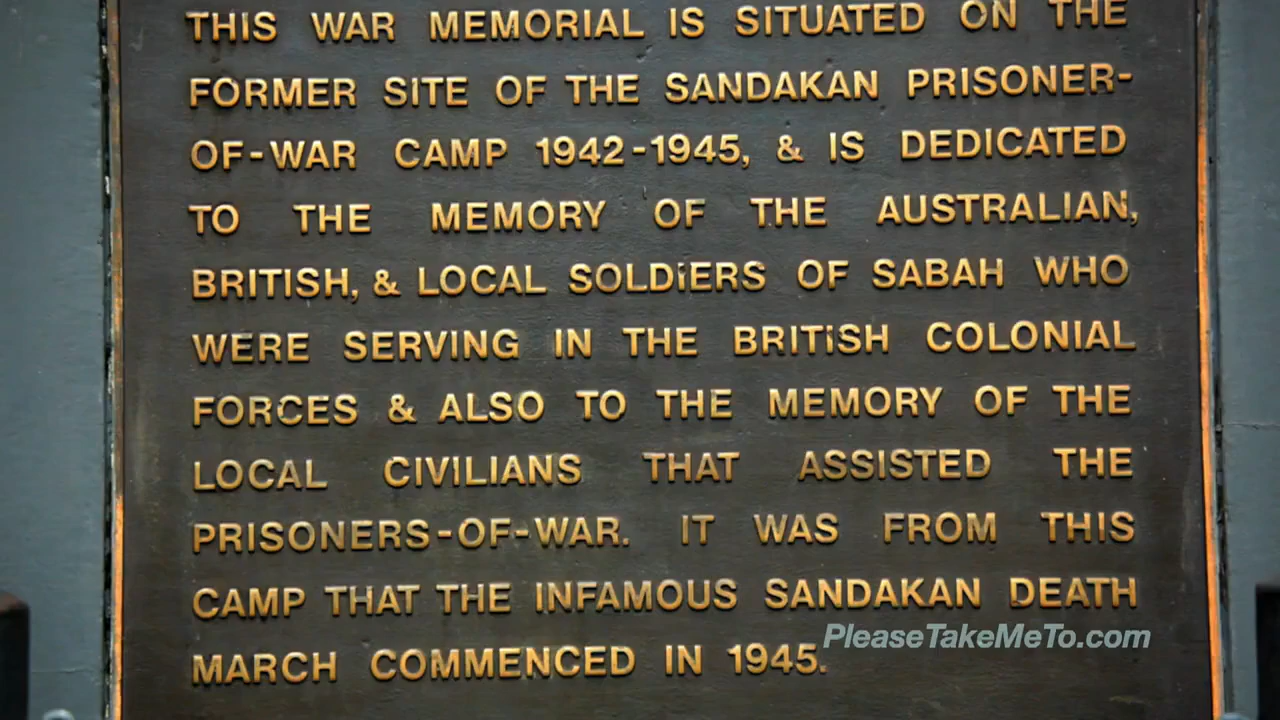 THIS WAR MEMORIAL IS SITUATED ON THE
FORMER SITE OF THE SANDAKAN PRISONER-
OF-WAR CAMP 1942-1945, & IS DEDICATED
TO THE MEMORY OF THE AUSTRALIAN,
BRITISH, & LOCAL SOLDIERS OF SABAH WHO
WERE SERVING IN THE BRITISH COLONIAL
FORCES & ALSO TO THE MEMORY OF THE
LOCAL CIVILIANS THAT ASSISTED THE
PRISONERS-OF-WAR. IT WAS FROM THIS
CAMP THAT THE INFAMOUS SANDAKAN DEATH
MARCH COMMENCED IN 1945.
PleaseTakeMeTo.com